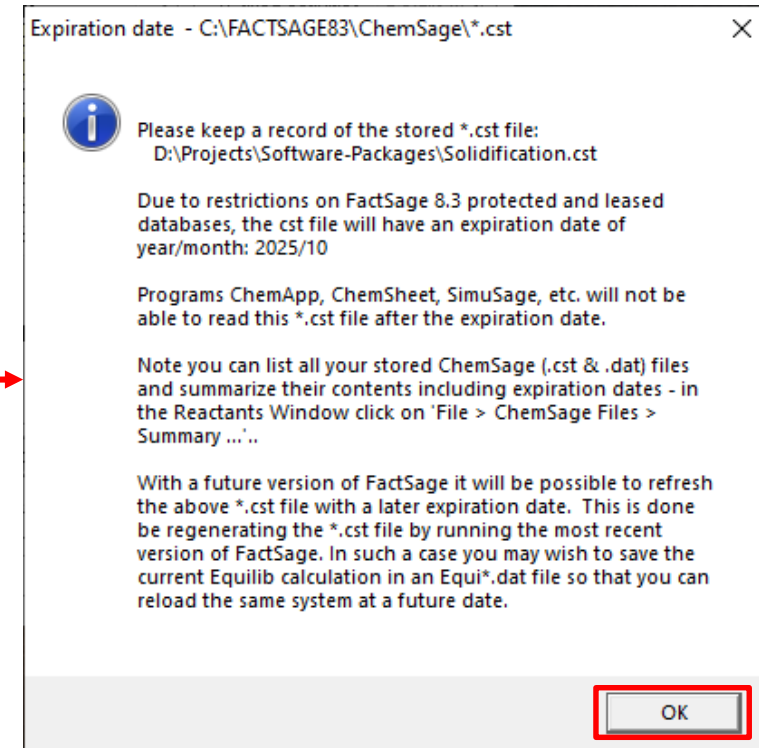 Expiration date - C:\FACTSAGE83\ChemSage\*.cst
Please keep a record of the stored *.cst file:
D:\Projects\Software-Packages\Solidification.cst
Due to restrictions on FactSage 8.3 protected and leased
databases, the cst file will have an expiration date of
year/month: 2025/10
Programs ChemApp, ChemSheet, SimuSage, etc. will not be
able to read this *.cst file after the expiration date.
Note you can list all your stored ChemSage (.cst & .dat) files
and summarize their contents including expiration dates - in
the Reactants Window click on 'File > ChemSage Files >
Summary ...'..
With a future version of FactSage it will be possible to refresh
the above *.cst file with a later expiration date.  This is done
be regenerating the *.cst file by running the most recent
version of FactSage. In such a case you may wish to save the
current Equilib calculation in an Equi*.dat file so that you can
reload the same system at a future date.
OK